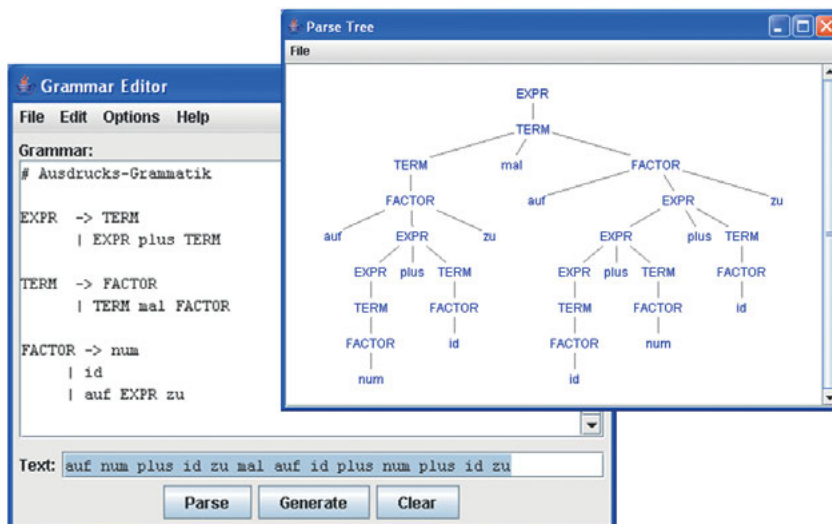 Grammar Editor
File Edit Options Help
Grammar:
# Ausdrucks-Grammatik
EXPR -> TERM
| EXPR plus TERM
TERM -> FACTOR
| TERM mal FACTOR
FACTOR -> num
| id
| auf EXPR zu
Text: auf num plus id zu mal auf id plus num plus id zu
Parse Generate Clear
Parse Tree
File
EXPR
TERM
TERM mal FACTOR
FACTOR auf EXPR zu
auf EXPR zu EXPR plus TERM
EXPR plus TERM EXPR plus TERM FACTOR
TERM FACTOR TERM FACTOR id
FACTOR id FACTOR num
num id